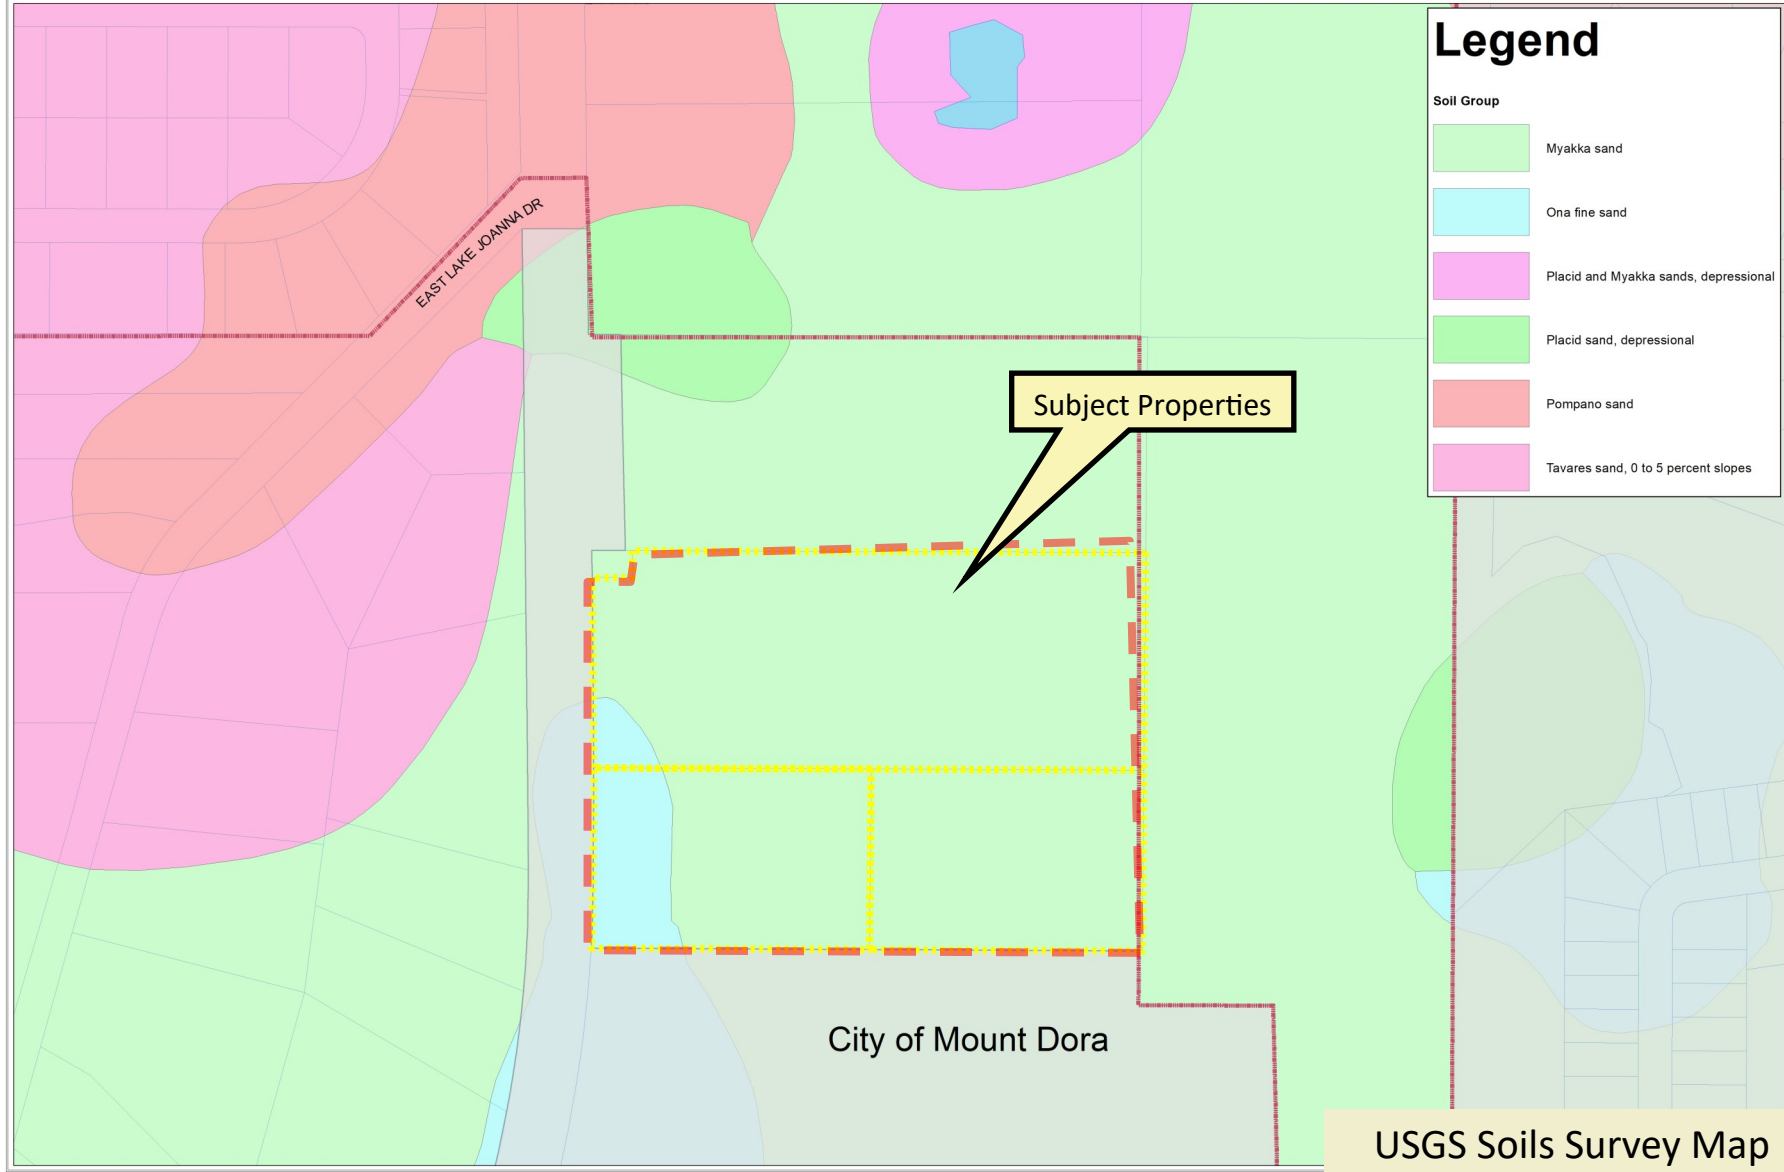 Legend
Soil Group
Myakka sand
Ona fine sand
Placid and Myakka sands, depressional
Placid sand, depressional
Pompano sand
Tavares sand, 0 to 5 percent slopes
EAST LAKE JOANNA DR
Subject Properties
City of Mount Dora
USGS Soils Survey Map